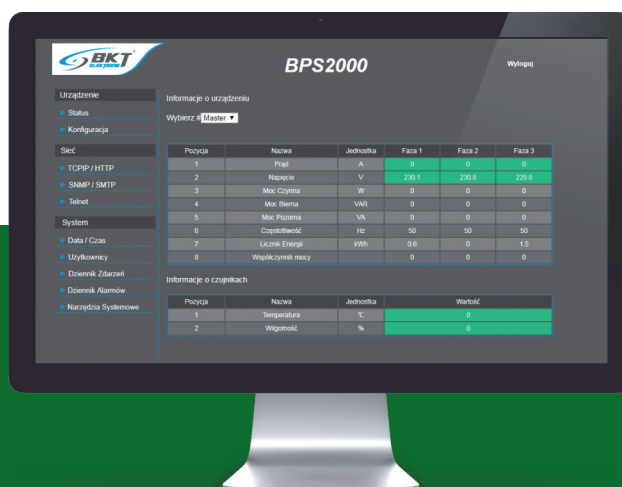 BKT
ELEKTRONIK
BPS2000
Wyloguj
Urządzenie
Status
Konfiguracja
Sieć
TCPIP / HTTP
SNMP / SMTP
Telnet
System
Data / Czas
Użytkownicy
Dziennik Zdarzeń
Dziennik Alarmów
Narzędzia Systemowe
Informacje o urządzeniu
Wybierz # Master ▼
Pozycja Nazwa Jednostka Faza 1 Faza 2 Faza 3
1 Prąd A 0 0 0
2 Napięcie V 230.1 230.8 229.8
3 Moc Czynna W 0 0 0
4 Moc Bierna VAR 0 0 0
5 Moc Pozorna VA 0 0 0
6 Częstotliwość Hz 50 50 50
7 Licznik Energii kWh 0.6 0 1.5
8 Współczynnik mocy 0 0 0
Informacje o czujnikach
Pozycja Nazwa Jednostka Wartość
1 Temperatura °C 0
2 Wilgotność % 0